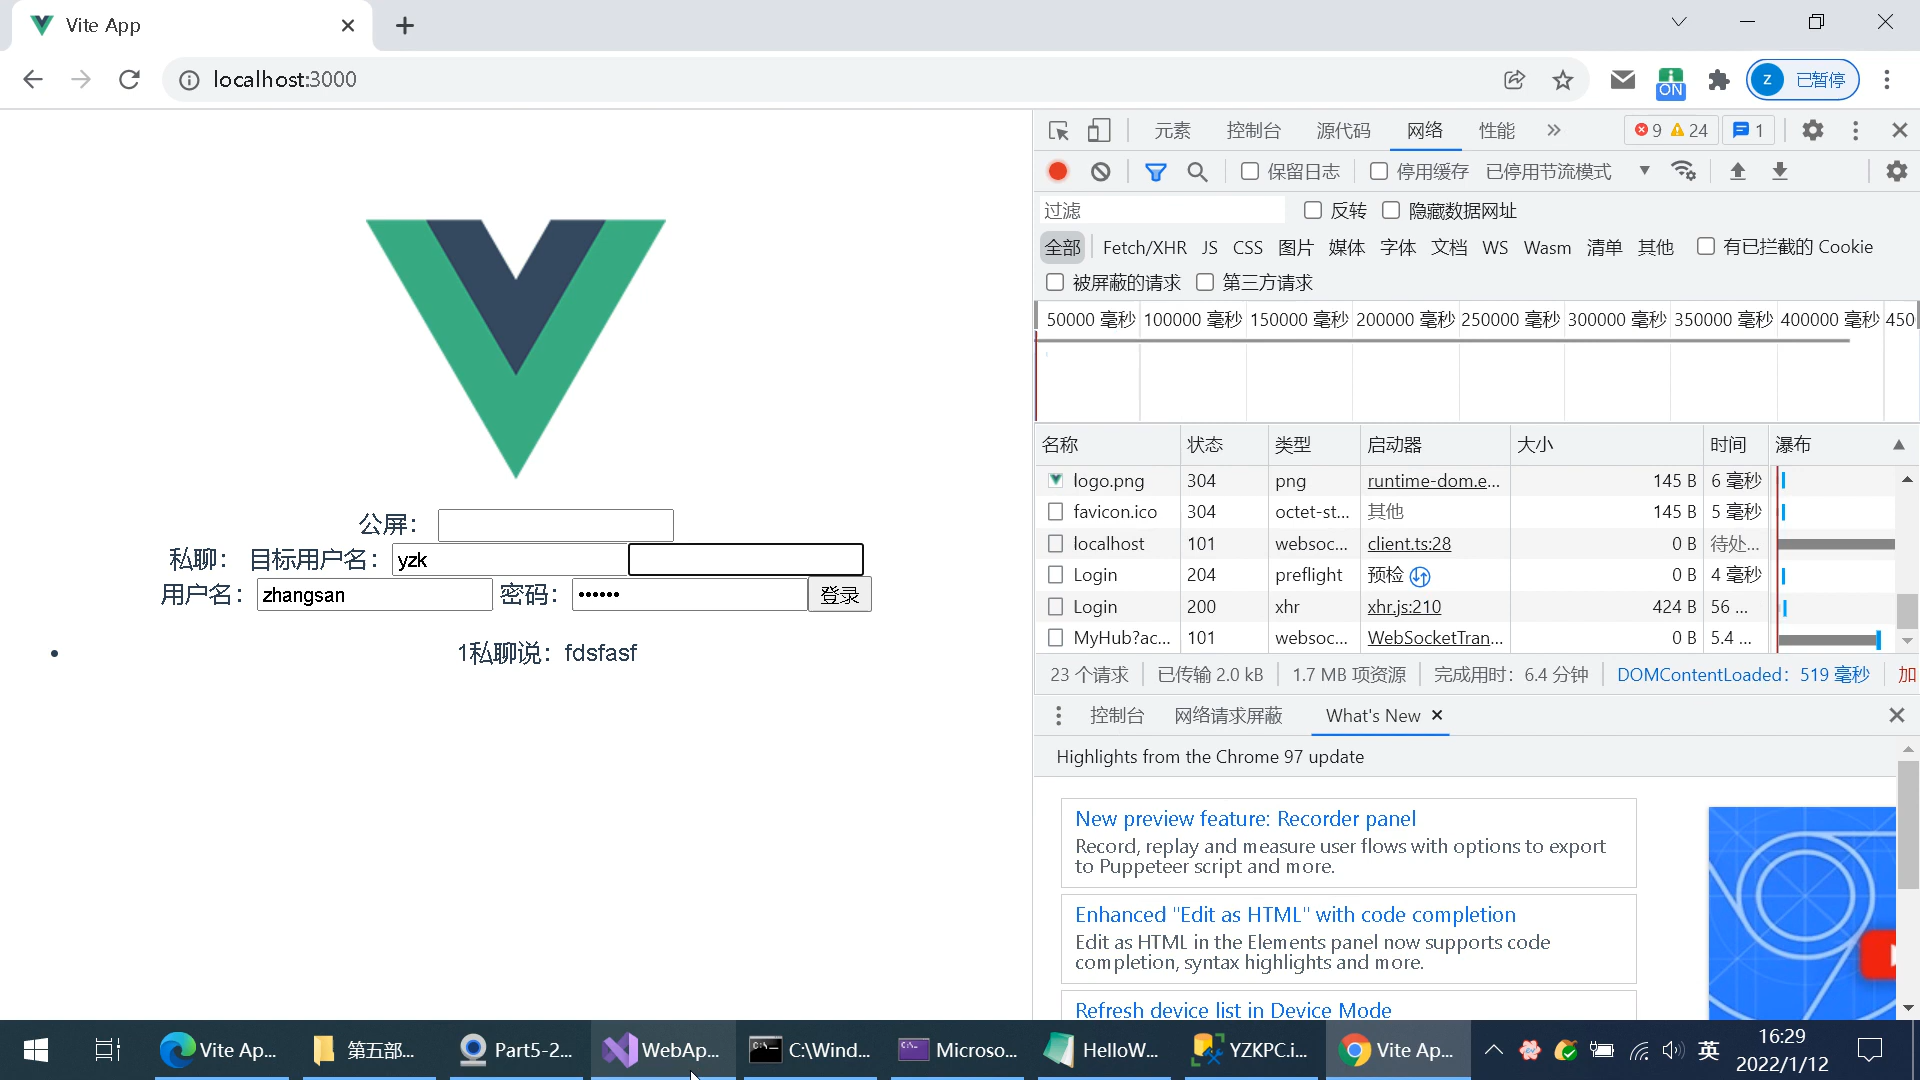 Vite App
localhost:3000
ON
Z
已暂停
公屏：
私聊： 目标用户名： yzk
用户名： zhangsan 密码： •••••• 登录
• 1私聊说：fdsfasf
元素 控制台 源代码 网络 性能 » 9 24 1
保留日志 停用缓存 已停用节流模式
过滤 反转 隐藏数据网址
全部 Fetch/XHR JS CSS 图片 媒体 字体 文档 WS Wasm 清单 其他 有已拦截的 Cookie
被屏蔽的请求 第三方请求
50000 毫秒 100000 毫秒 150000 毫秒 200000 毫秒 250000 毫秒 300000 毫秒 350000 毫秒 400000 毫秒 450
名称 状态 类型 启动器 大小 时间 瀑布
logo.png 304 png runtime-dom.e... 145 B 6 毫秒
favicon.ico 304 octet-st... 其他 145 B 5 毫秒
localhost 101 websoc... client.ts:28 0 B 待处...
Login 204 preflight 预检 0 B 4 毫秒
Login 200 xhr xhr.js:210 424 B 56 ...
MyHub?ac... 101 websoc... WebSocketTran... 0 B 5.4 ...
23 个请求 已传输 2.0 kB 1.7 MB 项资源 完成用时：6.4 分钟 DOMContentLoaded：519 毫秒 加
控制台 网络请求屏蔽 What's New
Highlights from the Chrome 97 update
New preview feature: Recorder panel
Record, replay and measure user flows with options to export
to Puppeteer script and more.
Enhanced "Edit as HTML" with code completion
Edit as HTML in the Elements panel now supports code
completion, syntax highlights and more.
Refresh device list in Device Mode
Vite Ap... 第五部... Part5-2... WebAp... C:\Wind... Microso... HelloW... YZKPC.i... Vite Ap... 英
16:29
2022/1/12